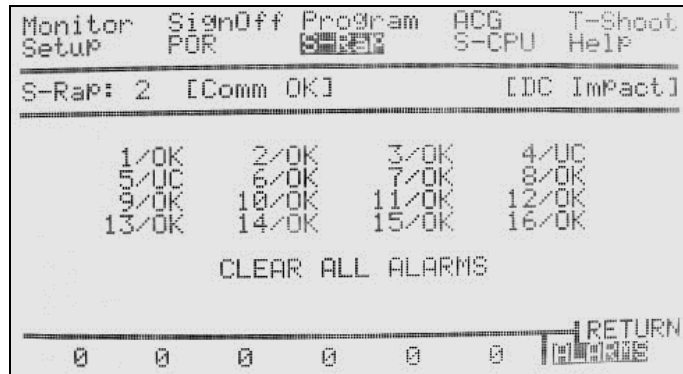 Monitor SignOff Program ACG T-Shoot
Setup POR S-Rap S-CPU Help
S-Rap: 2 [Comm OK] [DC Impact]
1/OK 2/OK 3/OK 4/UC
5/UC 6/OK 7/OK 8/OK
9/OK 10/OK 11/OK 12/OK
13/OK 14/OK 15/OK 16/OK
CLEAR ALL ALARMS
RETURN
0 0 0 0 0 0